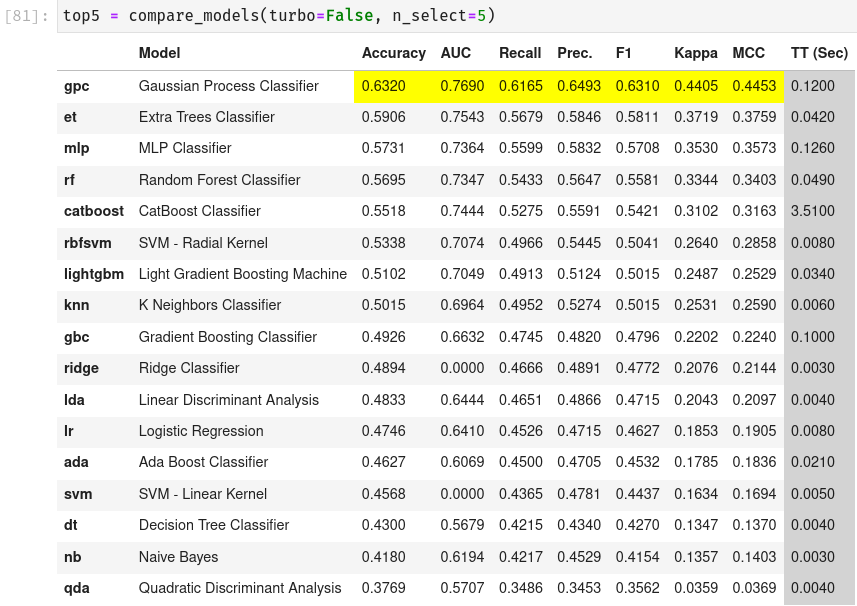 [81]: top5 = compare_models(turbo=False, n_select=5)
Model Accuracy AUC Recall Prec. F1 Kappa MCC TT (Sec)
gpc Gaussian Process Classifier 0.6320 0.7690 0.6165 0.6493 0.6310 0.4405 0.4453 0.1200
et Extra Trees Classifier 0.5906 0.7543 0.5679 0.5846 0.5811 0.3719 0.3759 0.0420
mlp MLP Classifier 0.5731 0.7364 0.5599 0.5832 0.5708 0.3530 0.3573 0.1260
rf Random Forest Classifier 0.5695 0.7347 0.5433 0.5647 0.5581 0.3344 0.3403 0.0490
catboost CatBoost Classifier 0.5518 0.7444 0.5275 0.5591 0.5421 0.3102 0.3163 3.5100
rbfsvm SVM - Radial Kernel 0.5338 0.7074 0.4966 0.5445 0.5041 0.2640 0.2858 0.0080
lightgbm Light Gradient Boosting Machine 0.5102 0.7049 0.4913 0.5124 0.5015 0.2487 0.2529 0.0340
knn K Neighbors Classifier 0.5015 0.6964 0.4952 0.5274 0.5015 0.2531 0.2590 0.0060
gbc Gradient Boosting Classifier 0.4926 0.6632 0.4745 0.4820 0.4796 0.2202 0.2240 0.1000
ridge Ridge Classifier 0.4894 0.0000 0.4666 0.4891 0.4772 0.2076 0.2144 0.0030
lda Linear Discriminant Analysis 0.4833 0.6444 0.4651 0.4866 0.4715 0.2043 0.2097 0.0040
lr Logistic Regression 0.4746 0.6410 0.4526 0.4715 0.4627 0.1853 0.1905 0.0080
ada Ada Boost Classifier 0.4627 0.6069 0.4500 0.4705 0.4532 0.1785 0.1836 0.0210
svm SVM - Linear Kernel 0.4568 0.0000 0.4365 0.4781 0.4437 0.1634 0.1694 0.0050
dt Decision Tree Classifier 0.4300 0.5679 0.4215 0.4340 0.4270 0.1347 0.1370 0.0040
nb Naive Bayes 0.4180 0.6194 0.4217 0.4529 0.4154 0.1357 0.1403 0.0030
qda Quadratic Discriminant Analysis 0.3769 0.5707 0.3486 0.3453 0.3562 0.0359 0.0369 0.0040